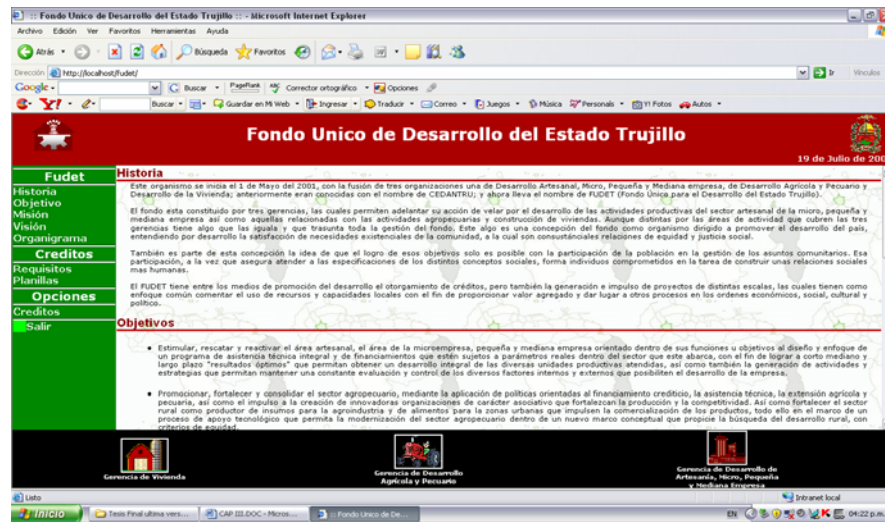 :: Fondo Unico de Desarrollo del Estado Trujillo :: - Microsoft Internet Explorer
Archivo Edición Ver Favoritos Herramientas Ayuda
Atrás Búsqueda Favoritos
Dirección http://localhost/fudet/ Ir Vínculos
Google Buscar PageRank Corrector ortográfico Opciones
Y! Buscar Guardar en Mi Web Ingresar Traducir Correo Juegos Música Personals Y! Fotos Autos
Fondo Unico de Desarrollo del Estado Trujillo
19 de Julio de 200
Fudet
Historia
Objetivo
Misión
Visión
Organigrama
Creditos
Requisitos
Planillas
Opciones
Creditos
Salir
Historia
Este organismo se inicia el 1 de Mayo del 2001, con la fusión de tres organizaciones una de Desarrollo Artesanal, Micro, Pequeña y Mediana empresa, de Desarrollo Agrícola y Pecuario y
Desarrollo de la Vivienda; anteriormente eran conocidas con el nombre de CEDANTRU; y ahora lleva el nombre de FUDET (Fondo Único para el Desarrollo del Estado Trujillo).
El fondo esta constituido por tres gerencias, las cuales permiten adelantar su acción de velar por el desarrollo de las actividades productivas del sector artesanal de la micro, pequeña y
mediana empresa así como aquellas relacionadas con las actividades agropecuarias y construcción de viviendas. Aunque distintas por las áreas de actividad que cubren las tres
gerencias tiene algo que las iguala y que trasunta toda la gestión del fondo. Este algo es una concepción del fondo como organismo dirigido a promover el desarrollo del país,
entendiendo por desarrollo la satisfacción de necesidades existenciales de la comunidad, a la cual son consustánciales relaciones de equidad y justicia social.
También es parte de esta concepción la idea de que el logro de esos objetivos solo es posible con la participación de la población en la gestión de los asuntos comunitarios. Esa
participación, a la vez que asegura atender a las especificaciones de los distintos conceptos sociales, forma individuos comprometidos en la tarea de construir unas relaciones sociales
mas humanas.
El FUDET tiene entre los medios de promoción del desarrollo el otorgamiento de créditos, pero también la generación e impulso de proyectos de distintas escalas, las cuales tienen como
enfoque común comentar el uso de recursos y capacidades locales con el fin de proporcionar valor agregado y dar lugar a otros procesos en los ordenes económicos, social, cultural y
político.
Objetivos
Estimular, rescatar y reactivar el área artesanal, el área de la microempresa, pequeña y mediana empresa orientado dentro de sus funciones u objetivos al diseño y enfoque de
un programa de asistencia técnica integral y de financiamientos que estén sujetos a parámetros reales dentro del sector que este abarca, con el fin de lograr a corto mediano y
largo plazo "resultados óptimos" que permitan obtener un desarrollo integral de las diversas unidades productivas atendidas, así como también la generación de actividades y
estrategias que permitan mantener una constante evaluación y control de los diversos factores internos y externos que posibiliten el desarrollo de la empresa.
Promocionar, fortalecer y consolidar el sector agropecuario, mediante la aplicación de políticas orientadas al financiamiento crediticio, la asistencia técnica, la extensión agrícola y
pecuaria, así como el impulso a la creación de innovadoras organizaciones de carácter asociativo que fortalezcan la producción y la competitividad. Así como fortalecer el sector
rural como productor de insumos para la agroindustria y de alimentos para la zonas urbanas que impulsen la comercialización de los productos, todo ello en el marco de un
proceso de apoyo tecnológico que permita la modernización del sector agropecuario dentro de un nuevo marco conceptual que propicie la búsqueda del desarrollo rural, con
criterios de equidad.
Gerencia de Vivienda
Gerencia de Desarrollo
Agrícola y Pecuario
Gerencia de Desarrollo de
Artesanía, Micro, Pequeña
y Mediana Empresa
Listo Intranet local
Inicio Tesis Final ultima vers... CAP III.DOC - Micros... :: Fondo Unico de De... EN 04:22 p.m.